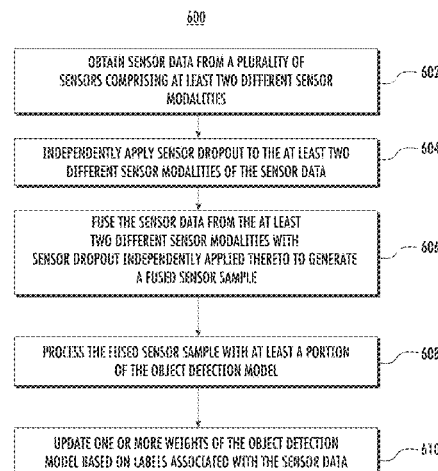 600
OBTAIN SENSOR DATA FROM A PLURALITY OF
SENSORS COMPRISING AT LEAST TWO DIFFERENT SENSOR
MODALITIES
602
INDEPENDENTLY APPLY SENSOR DROPOUT TO THE AT LEAST TWO
DIFFERENT SENSOR MODALITIES OF THE SENSOR DATA
604
FUSE THE SENSOR DATA FROM THE AT LEAST
TWO DIFFERENT SENSOR MODALITIES WITH
SENSOR DROPOUT INDEPENDENTLY APPLIED THERETO TO GENERATE
A FUSED SENSOR SAMPLE
606
PROCESS THE FUSED SENSOR SAMPLE WITH AT LEAST A PORTION
OF THE OBJECT DETECTION MODEL
608
UPDATE ONE OR MORE WEIGHTS OF THE OBJECT DETECTION
MODEL BASED ON LABELS ASSOCIATED WITH THE SENSOR DATA
610